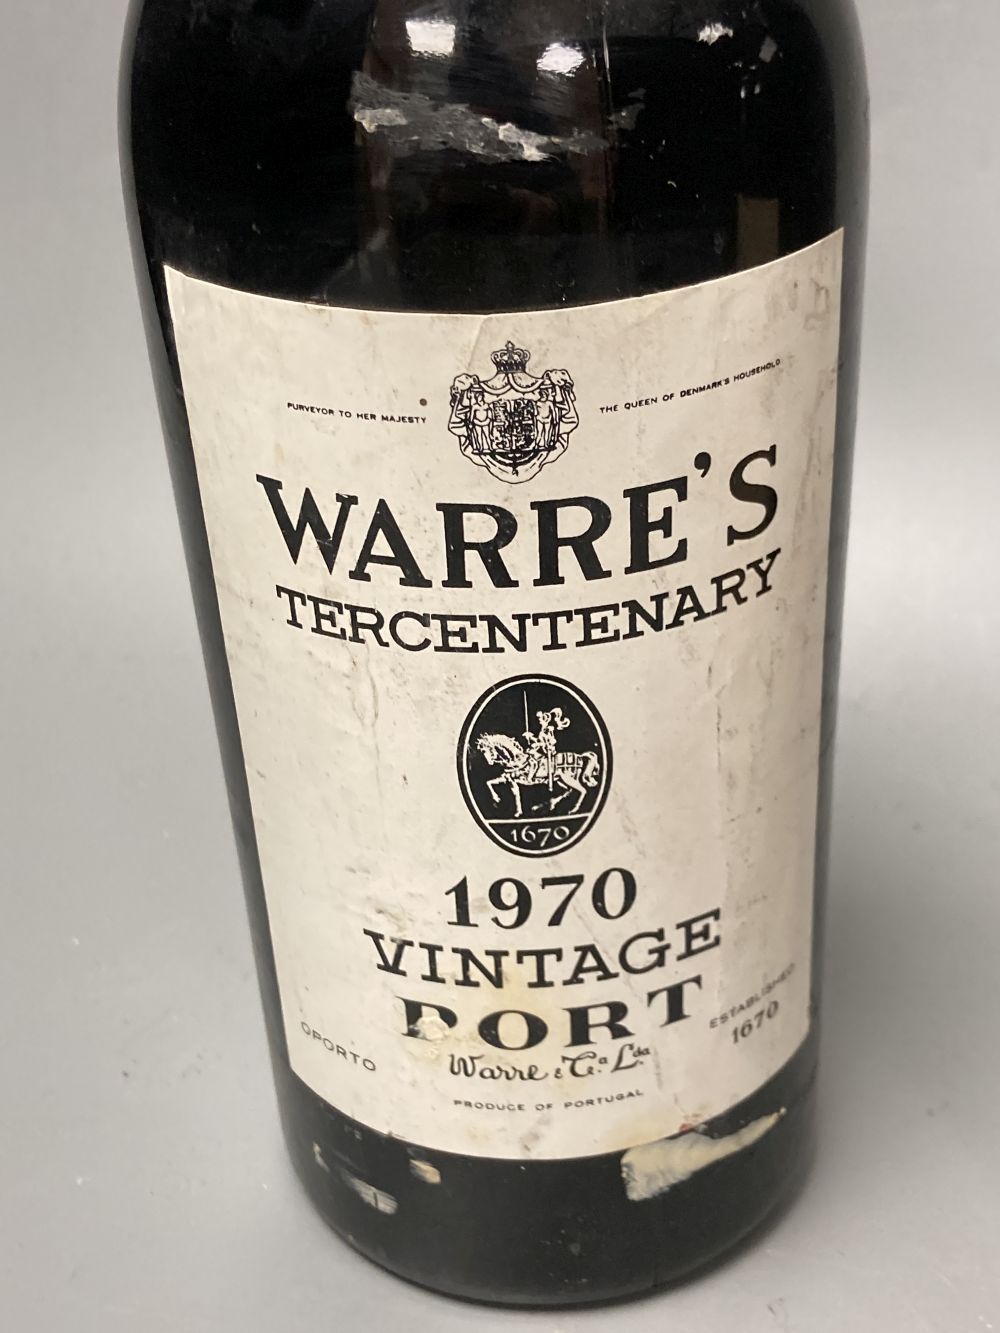 PURVEYOR TO HER MAJESTY THE QUEEN OF DENMARK'S HOUSEHOLD
WARRE'S
TERCENTENARY
1670
1970
VINTAGE
PORT
OPORTO
ESTABLISHED
1670
Warre & Cª. Lda.
PRODUCE OF PORTUGAL